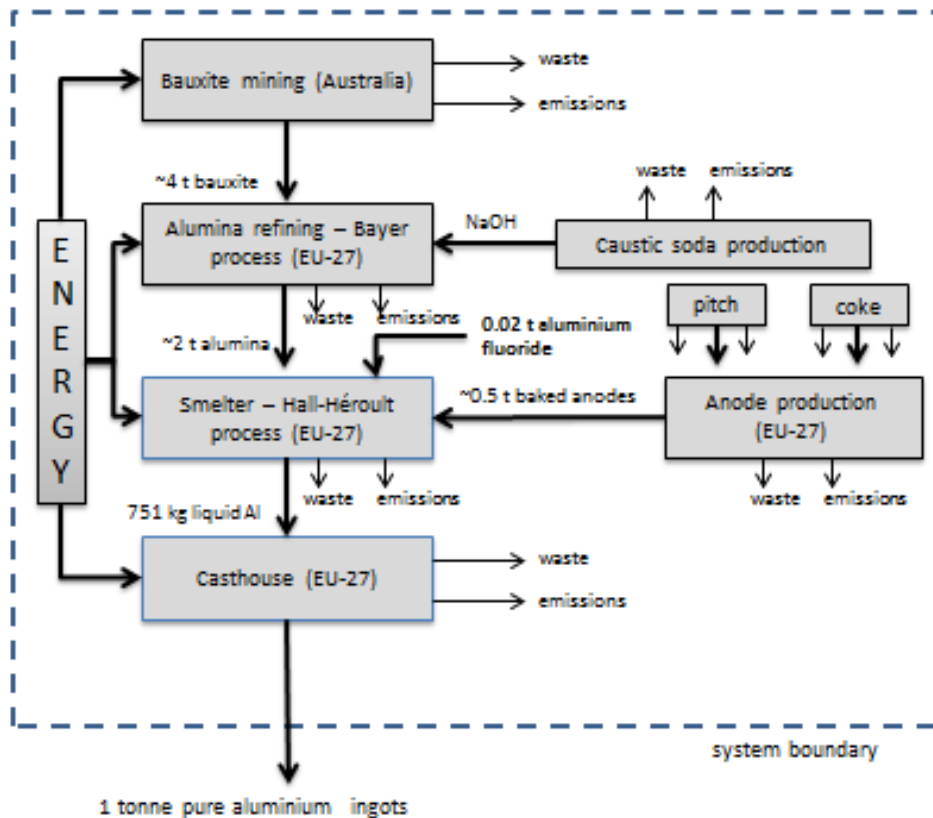 Bauxite mining (Australia)
waste
emissions
~4 t bauxite
waste
emissions
Alumina refining – Bayer
process (EU-27)
NaOH
Caustic soda production
ENERGY
waste
emissions
pitch
coke
~2 t alumina
0.02 t aluminium
fluoride
Smelter – Hall-Héroult
process (EU-27)
~0.5 t baked anodes
Anode production
(EU-27)
waste
emissions
waste
emissions
751 kg liquid Al
Casthouse (EU-27)
waste
emissions
system boundary
1 tonne pure aluminium ingots